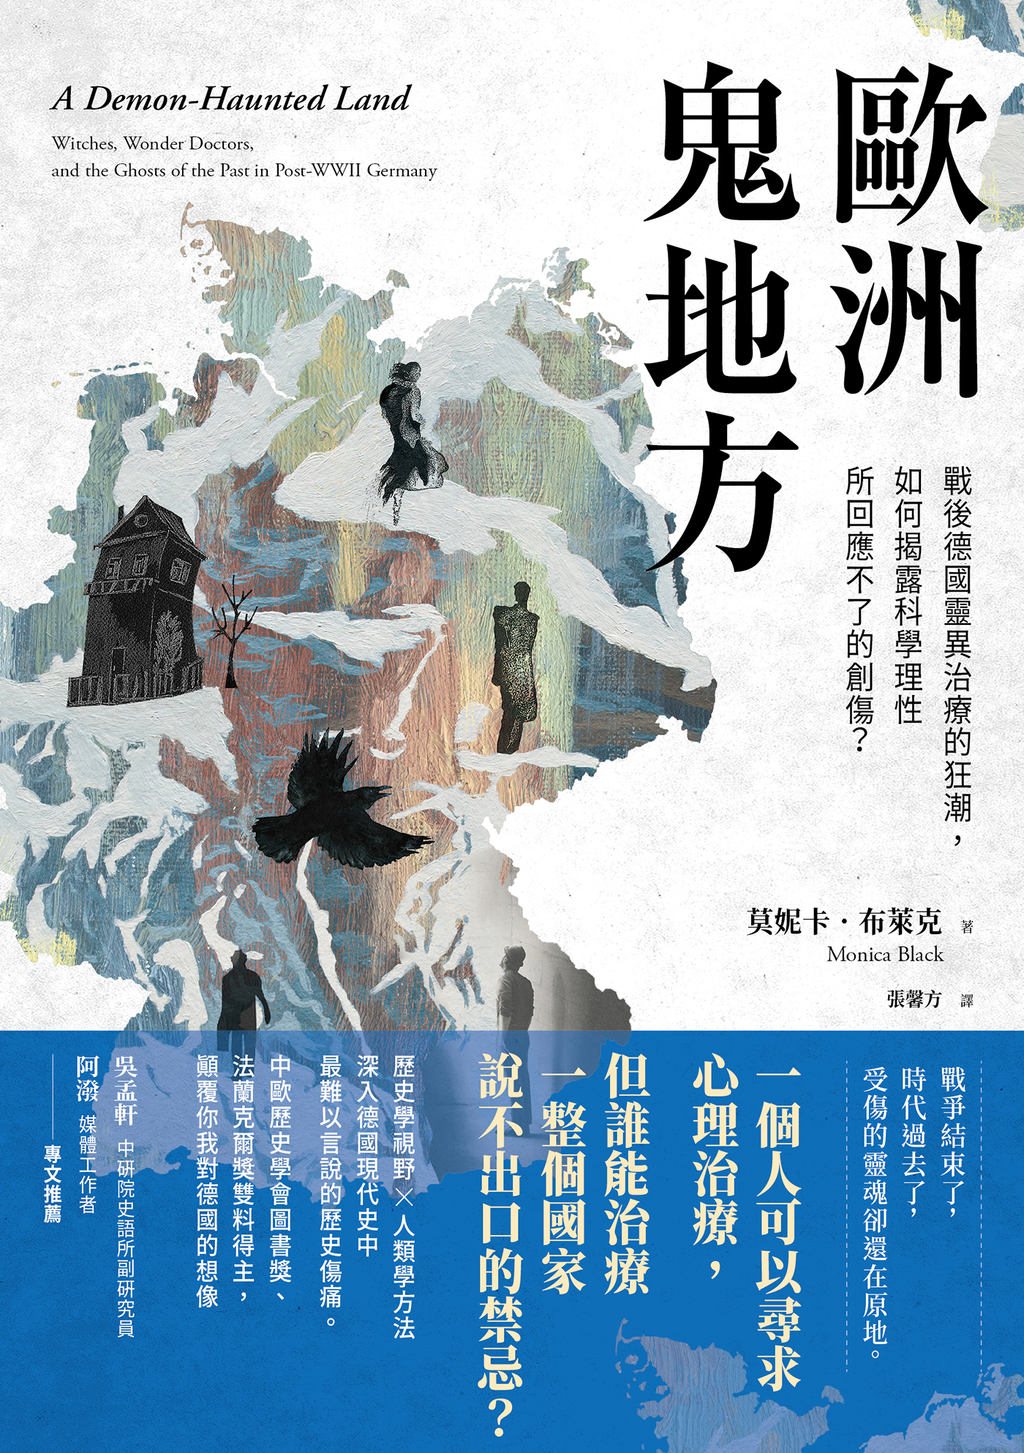 A Demon-Haunted Land
Witches, Wonder Doctors,
and the Ghosts of the Past in Post-WWII Germany
歐洲
鬼地方
戰後德國靈異治療的狂潮，
如何揭露科學理性
所回應不了的創傷？
莫妮卡・布萊克 著
Monica Black
張馨方 譯
戰爭結束了，
時代過去了，
受傷的靈魂卻還在原地。
一個人可以尋求
心理治療，
但誰能治療
一整個國家
說不出口的禁忌？
歷史學視野×人類學方法
深入德國現代史中
最難以言說的歷史傷痛。
中歐歷史學會圖書獎、
法蘭克爾獎雙料得主，
顛覆你我對德國的想像
吳孟軒 中研院史語所副研究員
阿潑 媒體工作者
——專文推薦